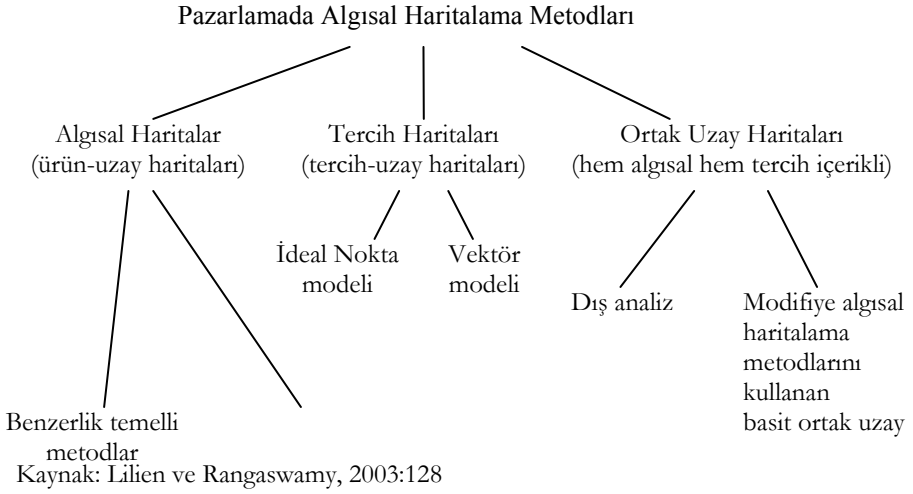 Pazarlamada Algısal Haritalama Metodları
Algısal Haritalar
(ürün-uzay haritaları)
Tercih Haritaları
(tercih-uzay haritaları)
Ortak Uzay Haritaları
(hem algısal hem tercih içerikli)
İdeal Nokta
modeli
Vektör
modeli
Dış analiz
Modifiye algısal
haritalama
metodlarını
kullanan
basit ortak uzay
Benzerlik temelli
metodlar
Kaynak: Lilien ve Rangaswamy, 2003:128